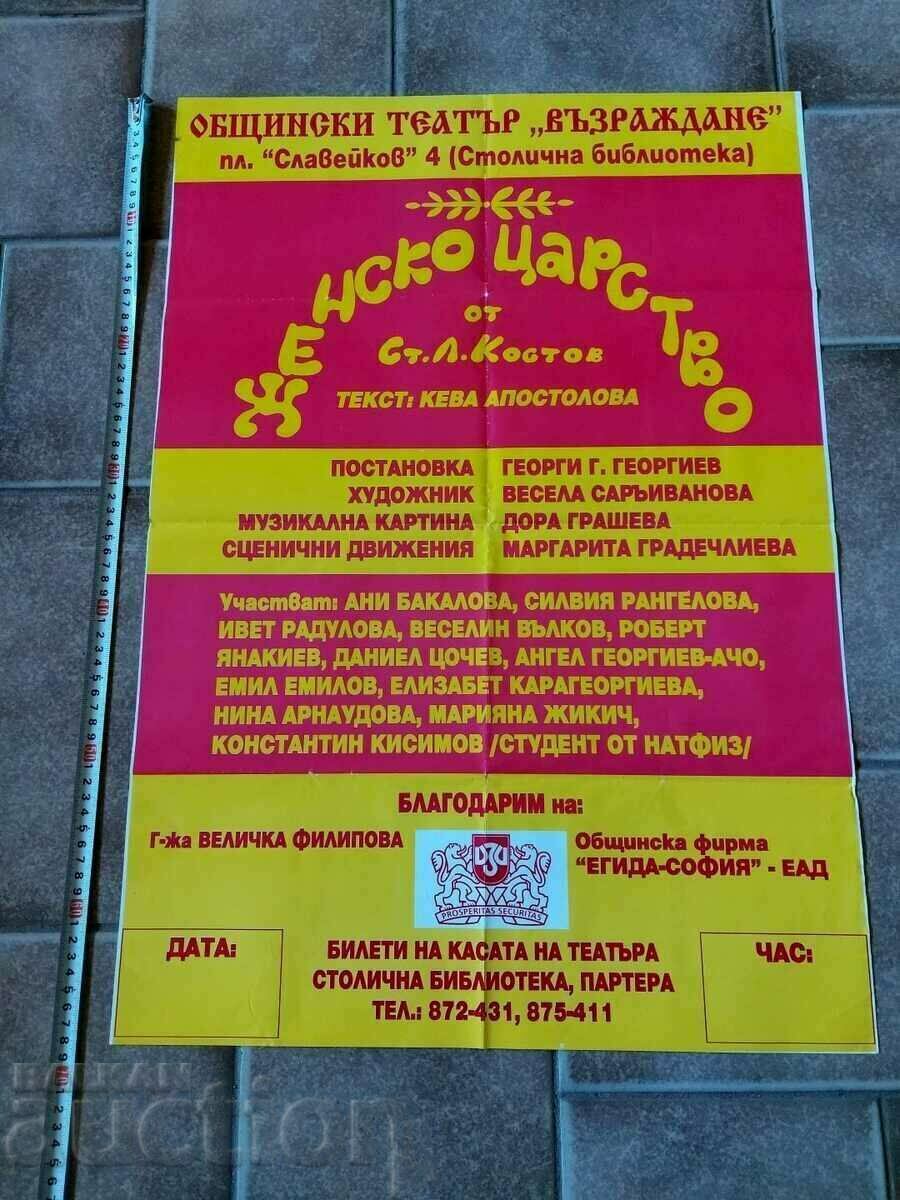 ОБЩИНСКИ ТЕАТЪР „ВЪЗРАЖДАНЕ”
пл. “Славейков” 4 (Столична библиотека)
ЖЕНСКО ЦАРСТВО
от
Ст. Л. Костов
ТЕКСТ: КЕВА АПОСТОЛОВА
ПОСТАНОВКА ГЕОРГИ Г. ГЕОРГИЕВ
ХУДОЖНИК ВЕСЕЛА САРЪИВАНОВА
МУЗИКАЛНА КАРТИНА ДОРА ГРАШЕВА
СЦЕНИЧНИ ДВИЖЕНИЯ МАРГАРИТА ГРАДЕЧЛИЕВА
Участват: АНИ БАКАЛОВА, СИЛВИЯ РАНГЕЛОВА,
ИВЕТ РАДУЛОВА, ВЕСЕЛИН ВЪЛКОВ, РОБЕРТ
ЯНАКИЕВ, ДАНИЕЛ ЦОЧЕВ, АНГЕЛ ГЕОРГИЕВ-АЧО,
ЕМИЛ ЕМИЛОВ, ЕЛИЗАБЕТ КАРАГЕОРГИЕВА,
НИНА АРНАУДОВА, МАРИЯНА ЖИКИЧ,
КОНСТАНТИН КИСИМОВ /СТУДЕНТ ОТ НАТФИЗ/
БЛАГОДАРИМ на:
Г-жа ВЕЛИЧКА ФИЛИПОВА
ДЗИ
PROSPERITAS SECURITAS
Общинска фирма
“ЕГИДА-СОФИЯ” - ЕАД
ДАТА:
БИЛЕТИ НА КАСАТА НА ТЕАТЪРА
СТОЛИЧНА БИБЛИОТЕКА, ПАРТЕРА
ТЕЛ.: 872-431, 875-411
ЧАС:
БАЛКАН
auction